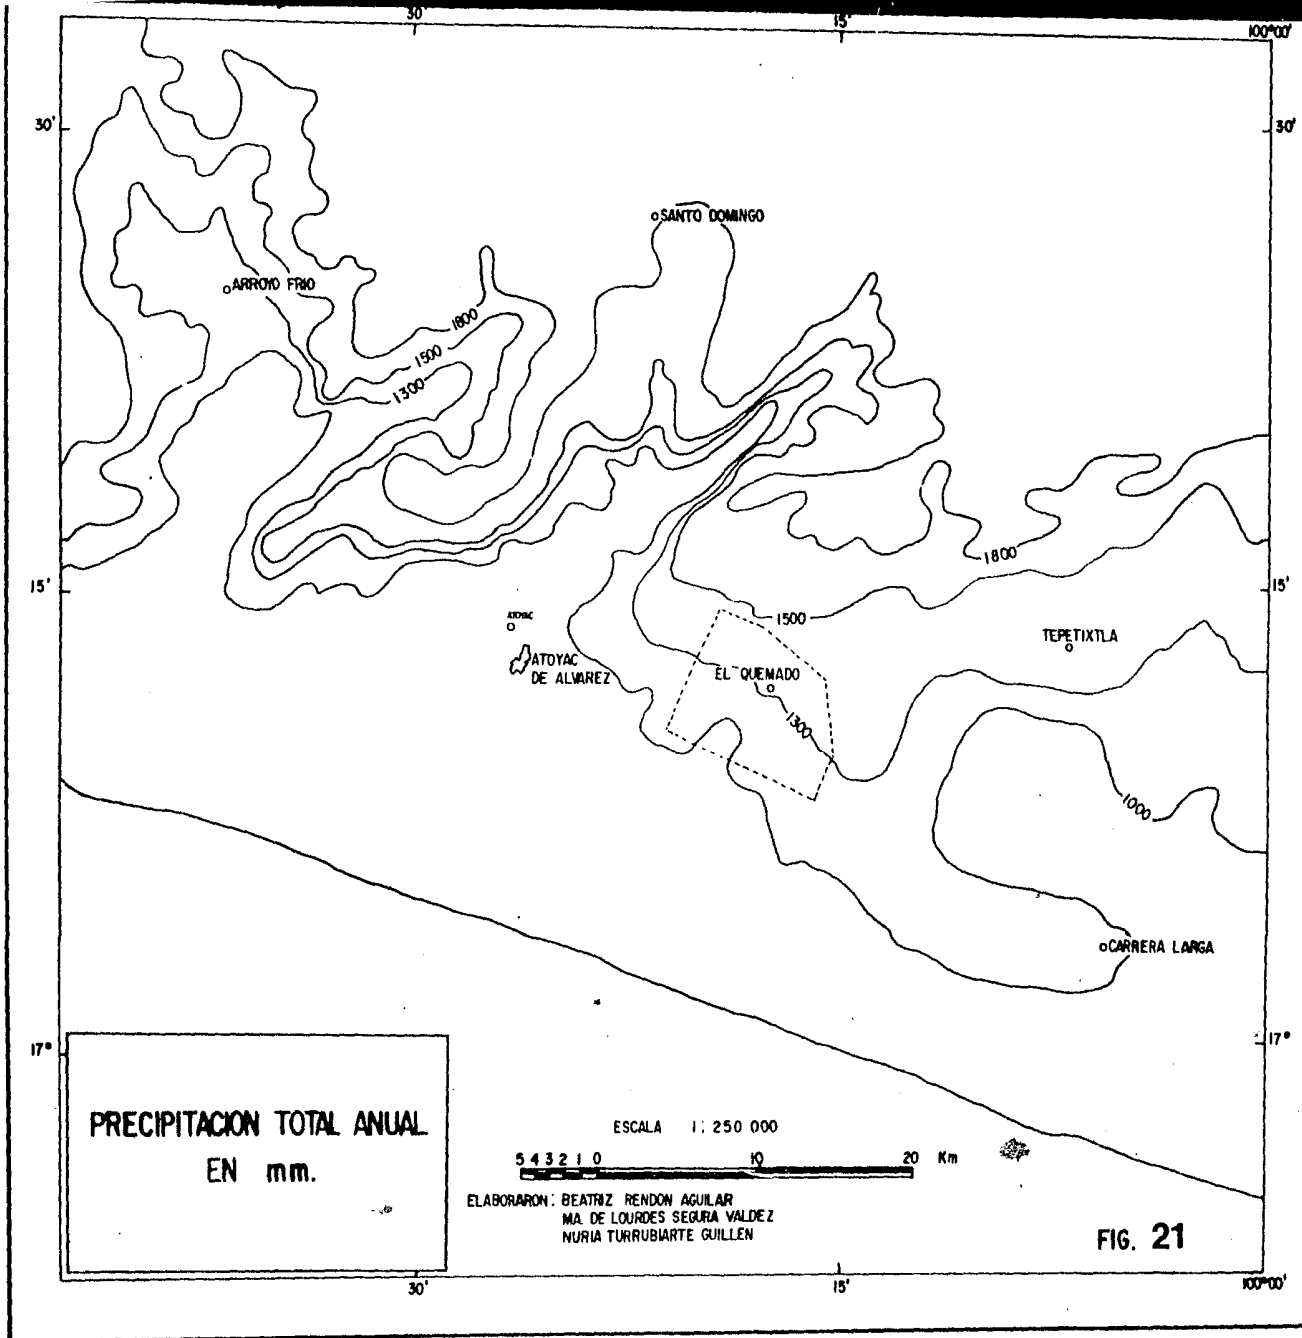 30'
15'
100°00'
30'
30'
SANTO DOMINGO
ARROYO FRIO
1800
1500
1300
1800
15'
15'
ATOYAC
1500
TEPETIXTLA
ATOYAC
DE ALVAREZ
EL QUEMADO
1300
1000
CARRERA LARGA
17°
17°
PRECIPITACION TOTAL ANUAL
EN mm.
ESCALA 1: 250 000
5 4 3 2 1 0 10 20 Km
ELABORARON: BEATRIZ RENDON AGUILAR
MA. DE LOURDES SEGURA VALDEZ
NURIA TURRUBIARTE GUILLEN
FIG. 21
30'
15'
100°00'